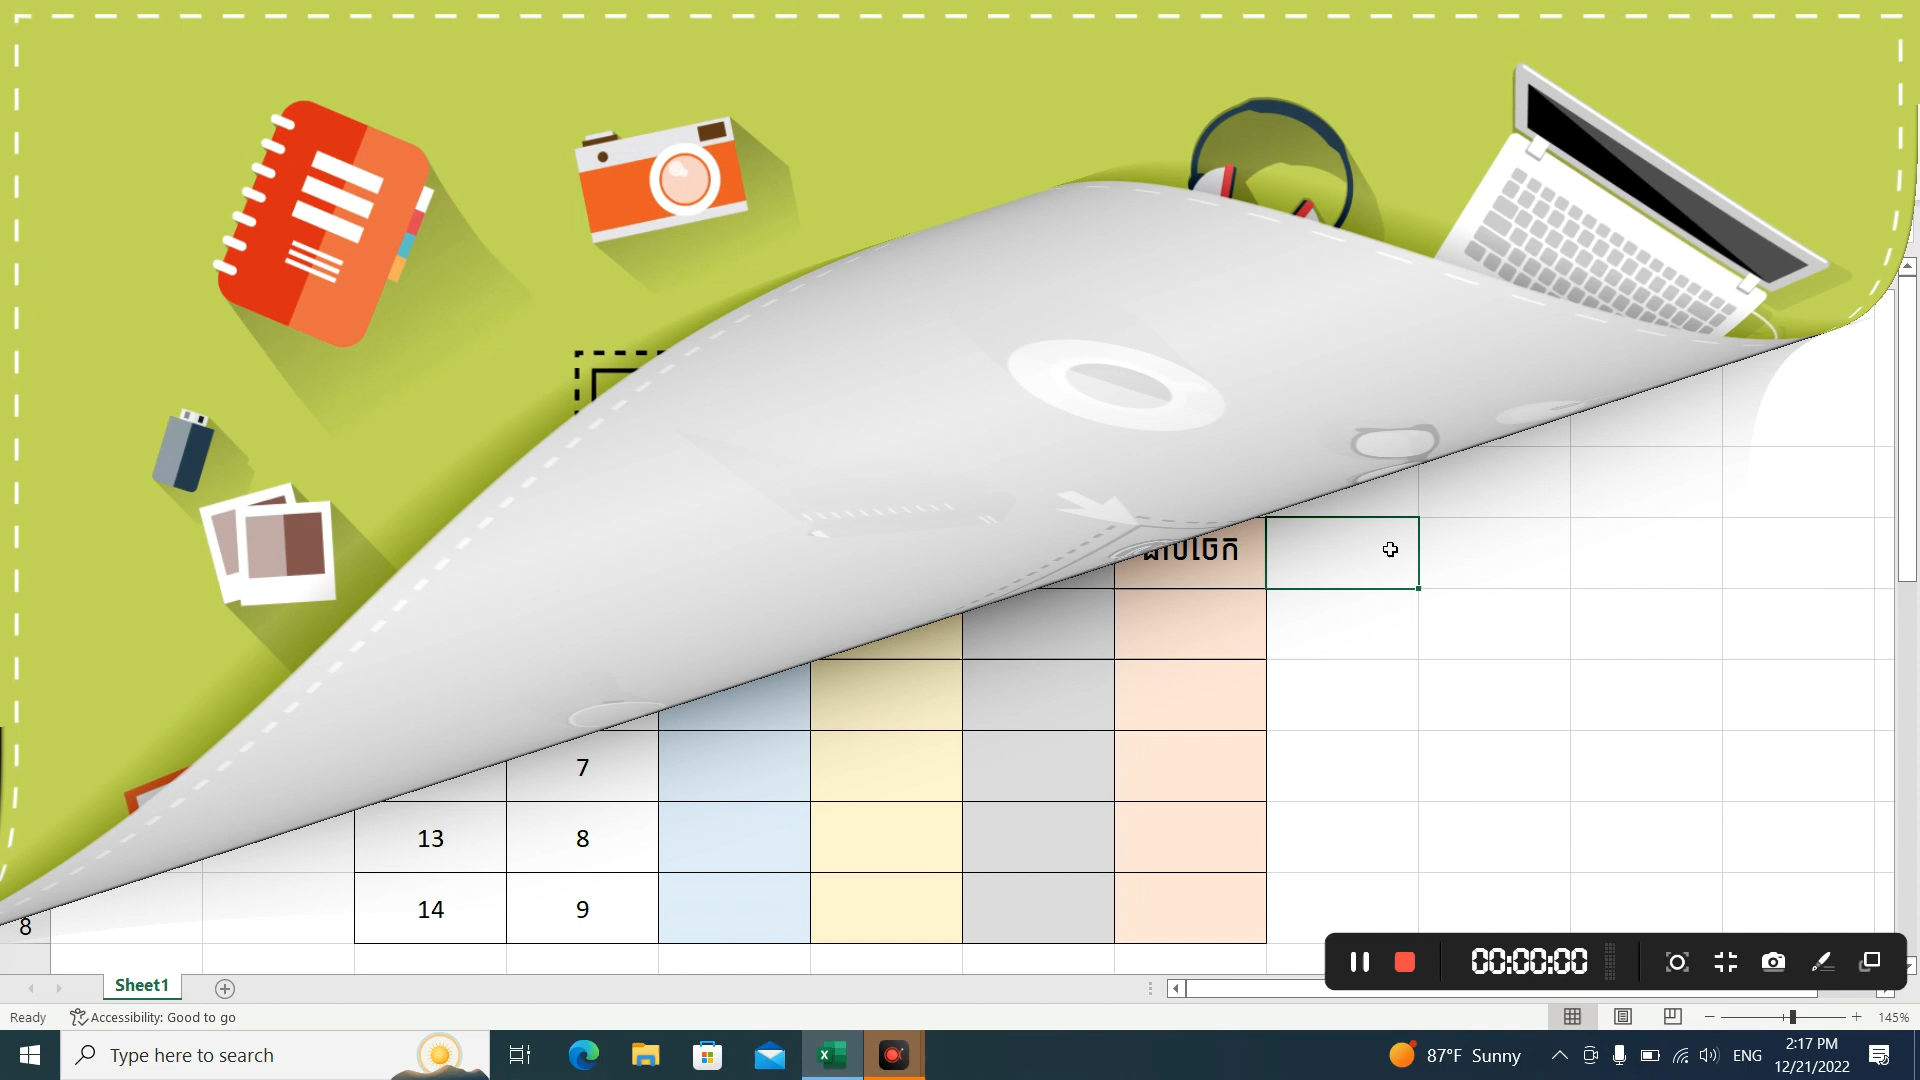 7
13 8
14 9
8
Sheet1
00:00:00
Ready Accessibility: Good to go 145%
Type here to search 87°F Sunny ENG 2:17 PM
12/21/2022